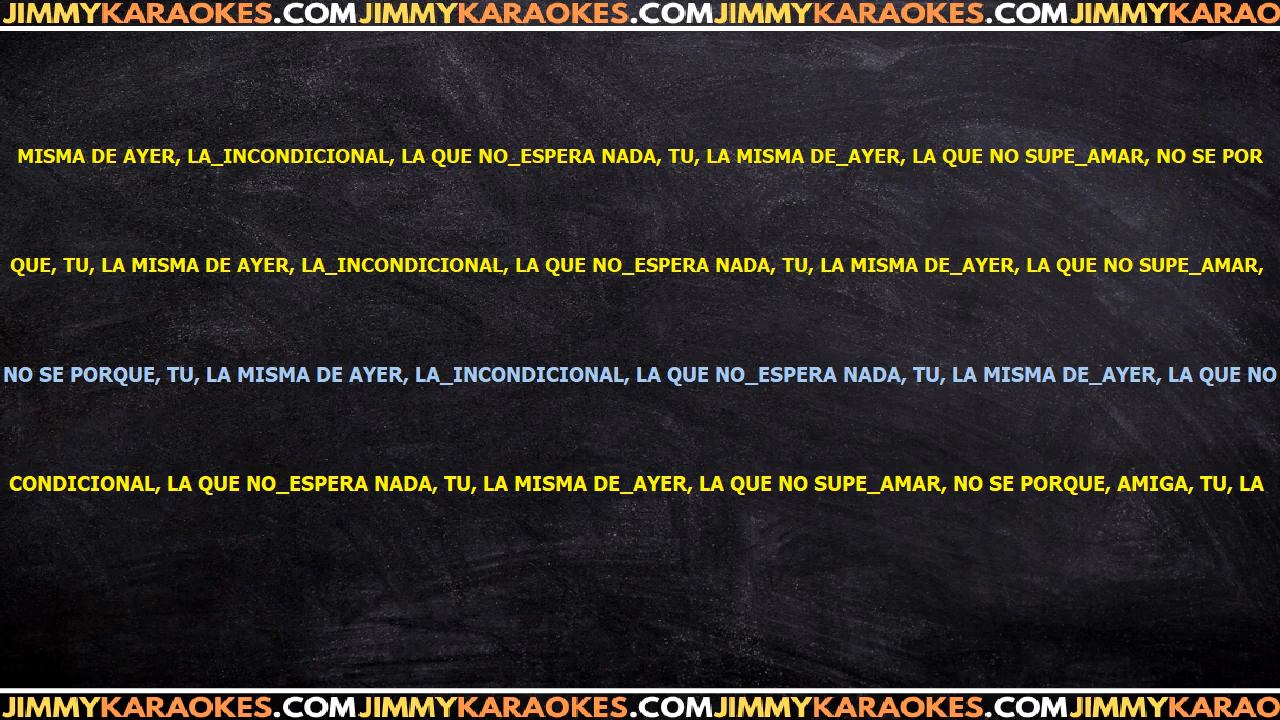 JIMMYKARAOKES.COMJIMMYKARAOKES.COMJIMMYKARAOKES.COMJIMMYKARAO
MISMA DE AYER, LA_INCONDICIONAL, LA QUE NO_ESPERA NADA, TU, LA MISMA DE_AYER, LA QUE NO SUPE_AMAR, NO SE POR
QUE, TU, LA MISMA DE AYER, LA_INCONDICIONAL, LA QUE NO_ESPERA NADA, TU, LA MISMA DE_AYER, LA QUE NO SUPE_AMAR,
NO SE PORQUE, TU, LA MISMA DE AYER, LA_INCONDICIONAL, LA QUE NO_ESPERA NADA, TU, LA MISMA DE_AYER, LA QUE NO
CONDICIONAL, LA QUE NO_ESPERA NADA, TU, LA MISMA DE_AYER, LA QUE NO SUPE_AMAR, NO SE PORQUE, AMIGA, TU, LA
JIMMYKARAOKES.COMJIMMYKARAOKES.COMJIMMYKARAOKES.COMJIMMYKARAO